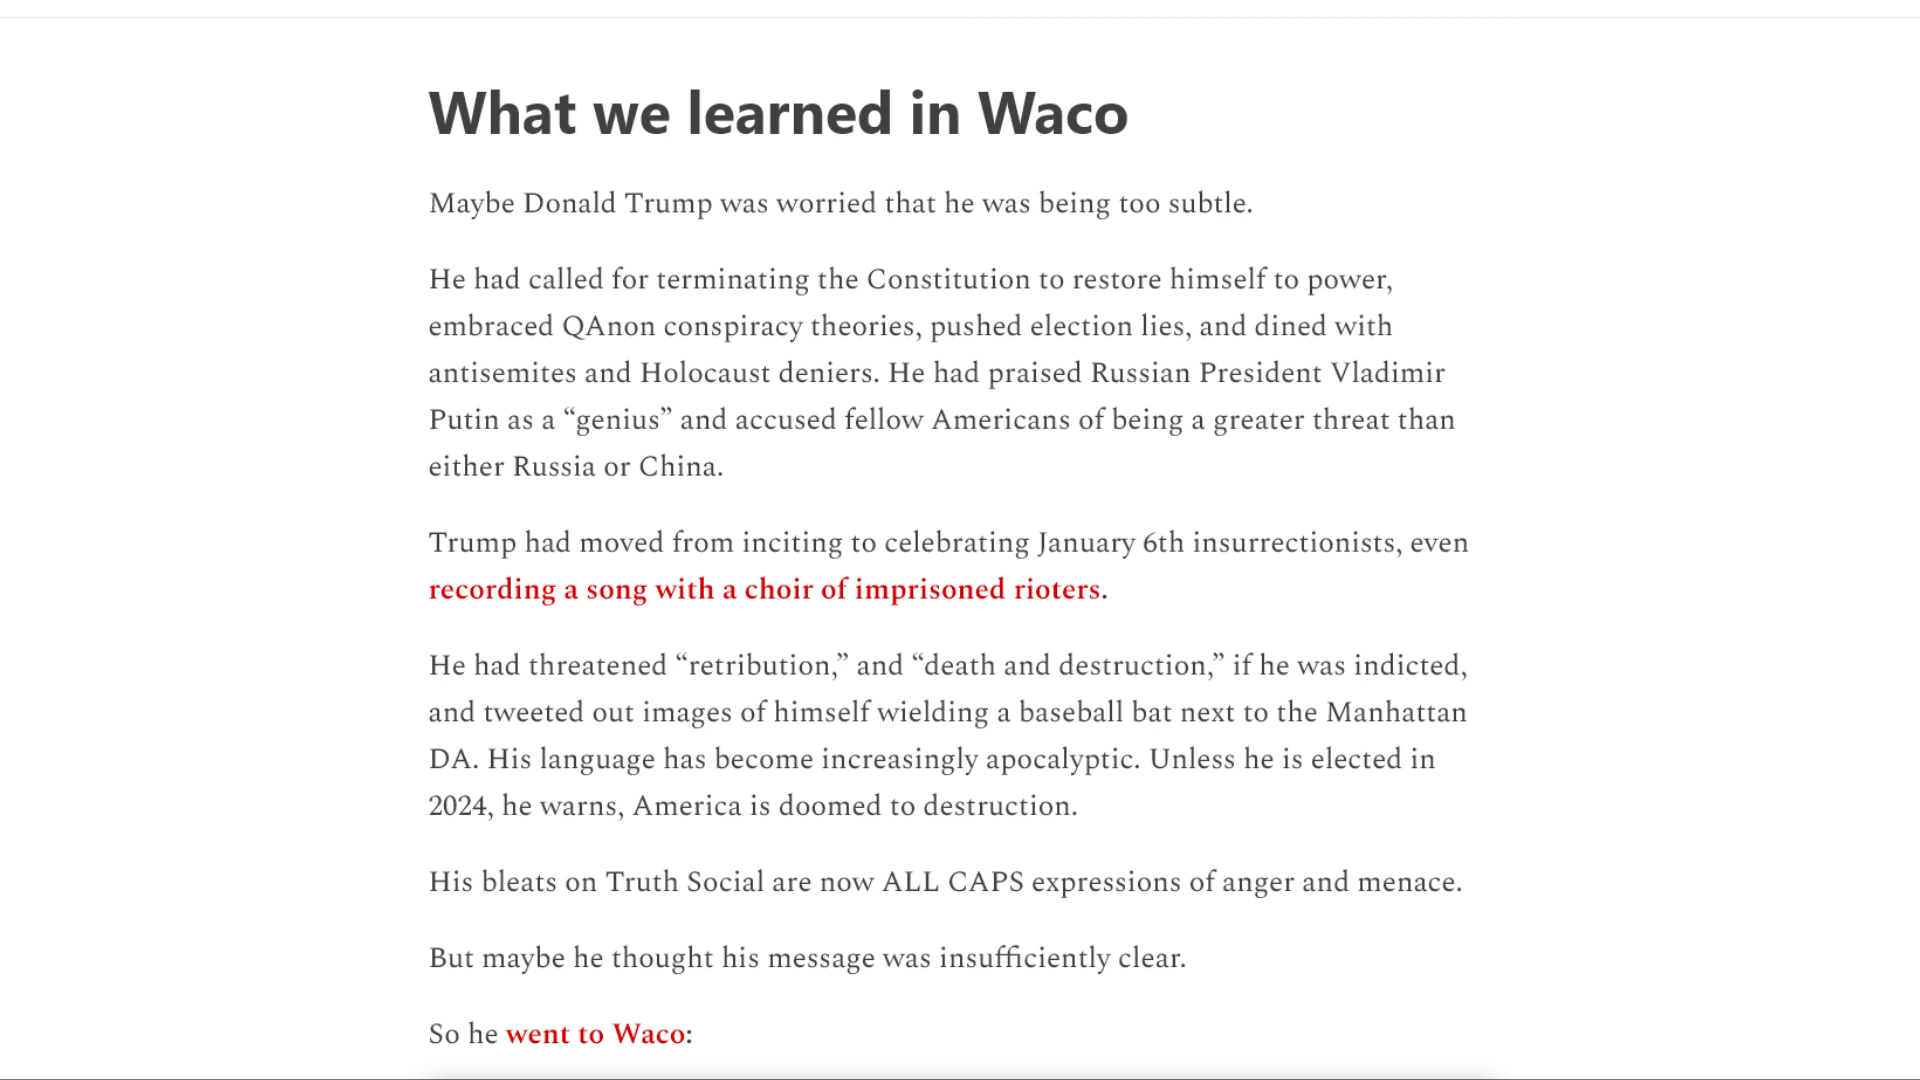 What we learned in Waco
Maybe Donald Trump was worried that he was being too subtle.
He had called for terminating the Constitution to restore himself to power,
embraced QAnon conspiracy theories, pushed election lies, and dined with
antisemites and Holocaust deniers. He had praised Russian President Vladimir
Putin as a “genius” and accused fellow Americans of being a greater threat than
either Russia or China.
Trump had moved from inciting to celebrating January 6th insurrectionists, even
recording a song with a choir of imprisoned rioters.
He had threatened “retribution,” and “death and destruction,” if he was indicted,
and tweeted out images of himself wielding a baseball bat next to the Manhattan
DA. His language has become increasingly apocalyptic. Unless he is elected in
2024, he warns, America is doomed to destruction.
His bleats on Truth Social are now ALL CAPS expressions of anger and menace.
But maybe he thought his message was insufficiently clear.
So he went to Waco: